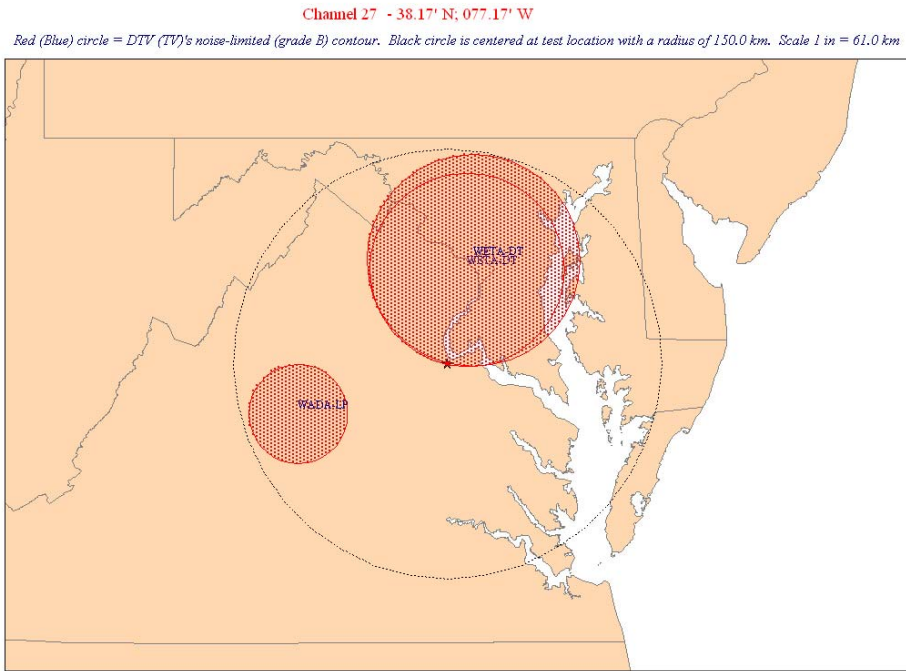 Channel 27 - 38.17' N; 077.17' W
Red (Blue) circle = DTV (TV)'s noise-limited (grade B) contour. Black circle is centered at test location with a radius of 150.0 km. Scale 1 in = 61.0 km
WETA-DT
WETA-DT
WADA-LP